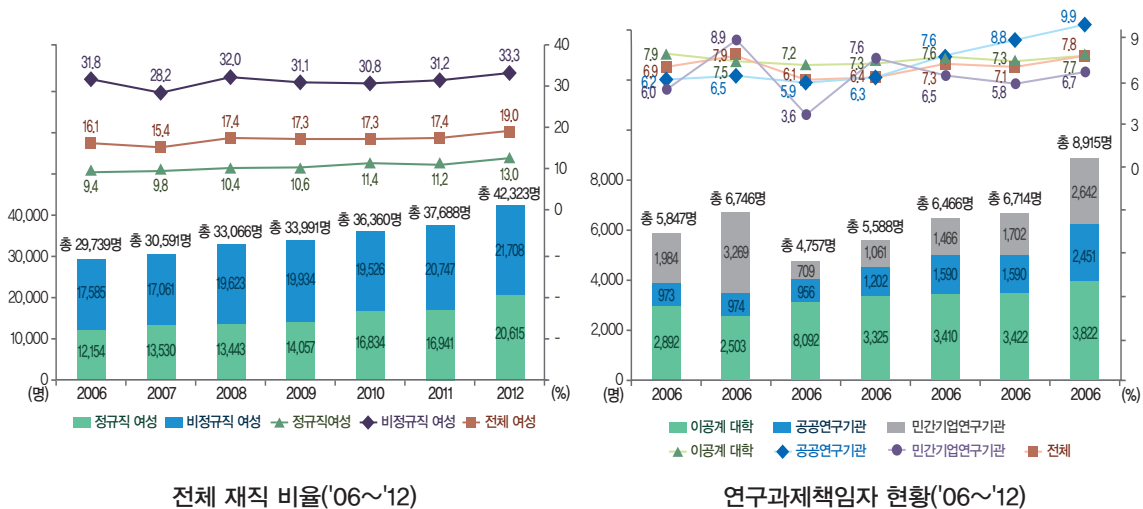 40
30
20
10
0
-
-
-
31.8 28.2 32.0 31.1 30.8 31.2 33.3
16.1 15.4 17.4 17.3 17.3 17.4 19.0
9.4 9.8 10.4 10.6 11.4 11.2 13.0
총 29,739명 총 30,591명 총 33,066명 총 33,991명 총 36,360명 총 37,688명 총 42,323명
17,585 17,061 19,623 19,934 19,526 20,747 21,708
12,154 13,530 13,443 14,057 16,834 16,941 20,615
40,000
30,000
20,000
10,000
0
(명) 2006 2007 2008 2009 2010 2011 2012 (%)
정규직 여성 비정규직 여성 정규직여성 비정규직 여성 전체 여성
전체 재직 비율('06～'12)
9
6
3
0
7.9 8.9 7.2 7.6 7.6 8.8 9.9
6.9 7.9 6.1 7.3 7.6 7.3 7.8
6.2 7.5 5.9 6.4 7.3 7.1 7.7
6.0 6.5 3.6 6.3 6.5 5.8 6.7
총 5,847명 총 6,746명 총 4,757명 총 5,588명 총 6,466명 총 6,714명 총 8,915명
1,984 3,269 709 1,061 1,466 1,702 2,642
973 974 956 1,202 1,590 1,590 2,451
2,892 2,503 8,092 3,325 3,410 3,422 3,822
8,000
6,000
4,000
2,000
0
(명) 2006 2006 2006 2006 2006 2006 2006 (%)
이공계 대학 공공연구기관 민간기업연구기관
이공계 대학 공공연구기관 민간기업연구기관 전체
연구과제책임자 현황('06～'12)